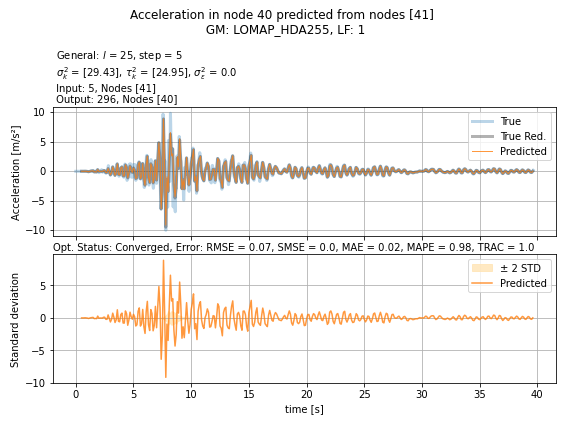 Acceleration in node 40 predicted from nodes [41]
GM: LOMAP_HDA255, LF: 1
General: l = 25, step = 5
σ²ₖ = [29.43], τ²ₖ = [24.95], σ²ε = 0.0
Input: 5, Nodes [41]
Output: 296, Nodes [40]
Acceleration [m/s²]
10
5
0
−5
−10
True
True Red.
Predicted
Opt. Status: Converged, Error: RMSE = 0.07, SMSE = 0.0, MAE = 0.02, MAPE = 0.98, TRAC = 1.0
Standard deviation
5
0
−5
−10
± 2 STD
Predicted
0 5 10 15 20 25 30 35 40
time [s]